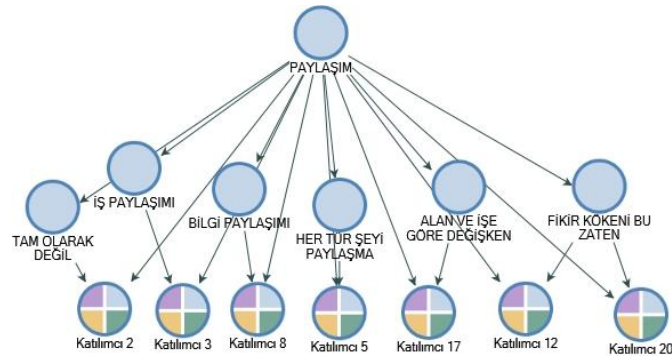 PAYLAŞIM
İŞ PAYLAŞIMI
BİLGİ PAYLAŞIMI
TAM OLARAK
DEĞİL
HER TÜR ŞEYİ
PAYLAŞMA
ALAN VE İŞE
GÖRE DEĞİŞKEN
FİKİR KÖKENİ BU
ZATEN
Katılımcı 2
Katılımcı 3
Katılımcı 8
Katılımcı 5
Katılımcı 17
Katılımcı 12
Katılımcı 20